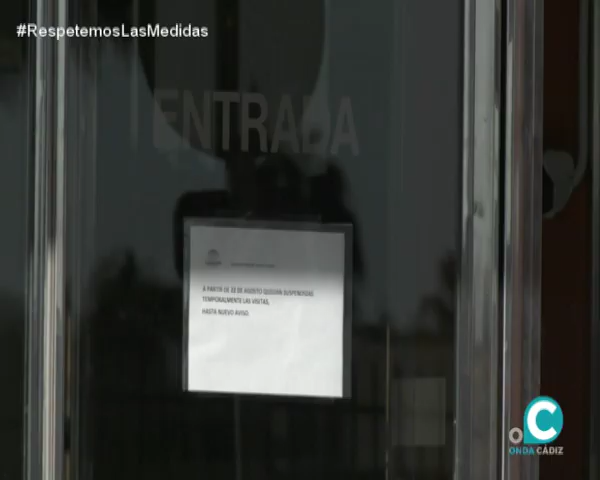 #RespetemosLasMedidas
ENTRADA
A PARTIR DE 22 DE AGOSTO QUEDAN SUSPENDIDAS
TEMPORALMENTE LAS VISITAS,
HASTA NUEVO AVISO.
ONDA CÁDIZ